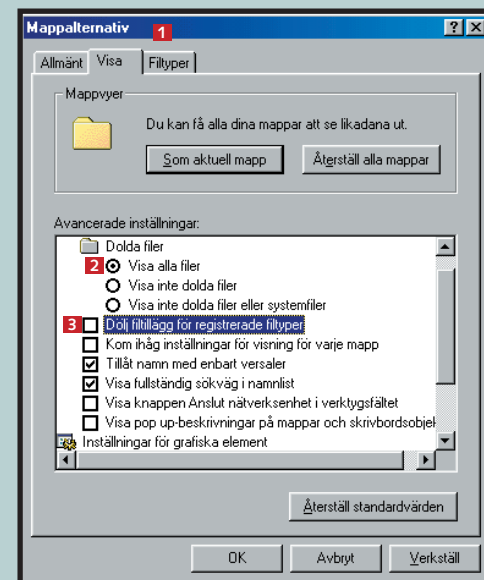 Mappalternativ 1
Allmänt Visa Filtyper
Mappvyer
Du kan få alla dina mappar att se likadana ut.
Som aktuell mapp Återställ alla mappar
Avancerade inställningar:
Dolda filer
2 Visa alla filer
Visa inte dolda filer
Visa inte dolda filer eller systemfiler
3 Dölj filtillägg för registrerade filtyper
Kom ihåg inställningar för visning för varje mapp
Tillåt namn med enbart versaler
Visa fullständig sökväg i namnlist
Visa knappen Anslut nätverksenhet i verktygsfältet
Visa pop up-beskrivningar på mappar och skrivbordsobjek
Inställningar för grafiska element
Återställ standardvärden
OK Avbryt Verkställ